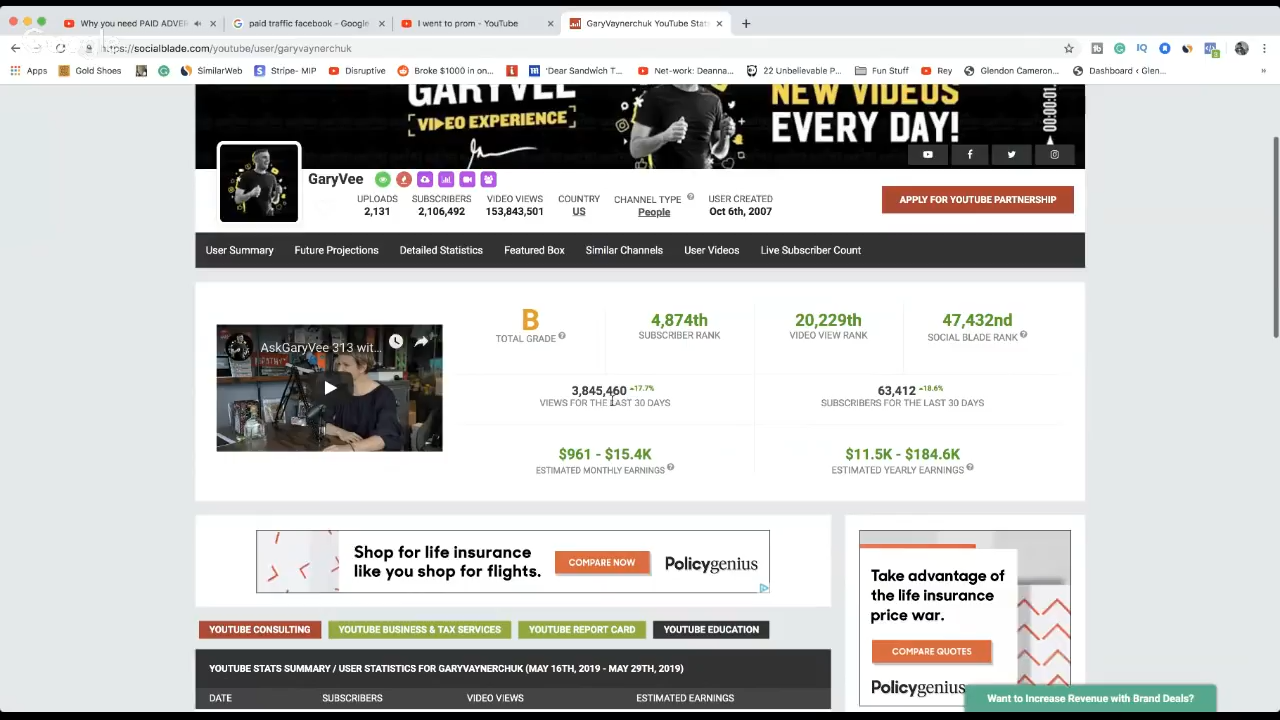 Why you need PAID ADVER
paid traffic facebook - Google
I went to prom - YouTube
GaryVaynerchuk YouTube Stats
https://socialblade.com/youtube/user/garyvaynerchuk
Apps
Gold Shoes
SimilarWeb
Stripe- MIP
Disruptive
Broke $1000 in on...
'Dear Sandwich T...
Net-work: Deanna...
22 Unbelievable P...
Fun Stuff
Rey
Glendon Cameron...
Dashboard ‹ Glen...
GARYVEE
VIDEO EXPERIENCE
NEW VIDEOS
EVERY DAY!
00:00:01.
GaryVee
UPLOADS
2,131
SUBSCRIBERS
2,106,492
VIDEO VIEWS
153,843,501
COUNTRY
US
CHANNEL TYPE
People
USER CREATED
Oct 6th, 2007
APPLY FOR YOUTUBE PARTNERSHIP
User Summary
Future Projections
Detailed Statistics
Featured Box
Similar Channels
User Videos
Live Subscriber Count
AskGaryVee 313 wit...
B
TOTAL GRADE
4,874th
SUBSCRIBER RANK
20,229th
VIDEO VIEW RANK
47,432nd
SOCIAL BLADE RANK
3,845,460 17.7%
VIEWS FOR THE LAST 30 DAYS
63,412 18.6%
SUBSCRIBERS FOR THE LAST 30 DAYS
$961 - $15.4K
ESTIMATED MONTHLY EARNINGS
$11.5K - $184.6K
ESTIMATED YEARLY EARNINGS
Shop for life insurance
like you shop for flights.
COMPARE NOW
Policygenius
Take advantage of
the life insurance
price war.
COMPARE QUOTES
Policygenius
YOUTUBE CONSULTING
YOUTUBE BUSINESS & TAX SERVICES
YOUTUBE REPORT CARD
YOUTUBE EDUCATION
YOUTUBE STATS SUMMARY / USER STATISTICS FOR GARYVAYNERCHUK (MAY 16TH, 2019 - MAY 29TH, 2019)
DATE
SUBSCRIBERS
VIDEO VIEWS
ESTIMATED EARNINGS
Want to Increase Revenue with Brand Deals?